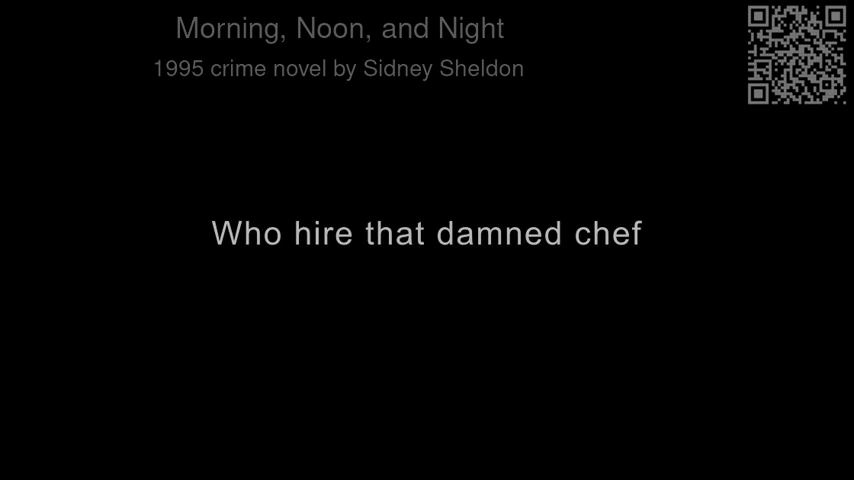 Morning, Noon, and Night
1995 crime novel by Sidney Sheldon
Who hire that damned chef